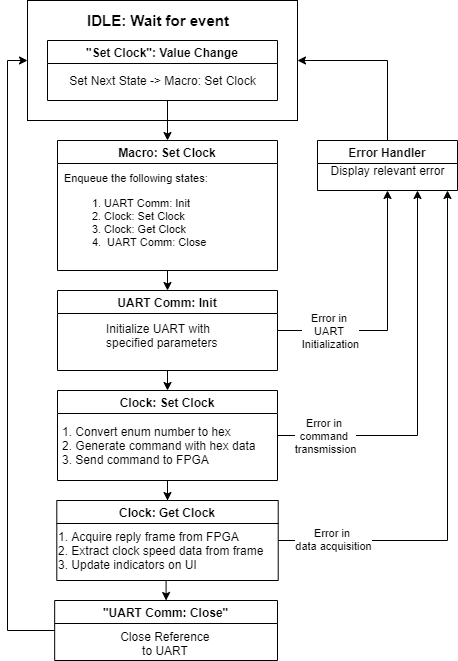 IDLE: Wait for event
"Set Clock": Value Change
Set Next State -> Macro: Set Clock
Macro: Set Clock
Enqueue the following states:
1. UART Comm: Init
2. Clock: Set Clock
3. Clock: Get Clock
4. UART Comm: Close
Error Handler
Display relevant error
UART Comm: Init
Initialize UART with
specified parameters
Error in
UART
Initialization
Clock: Set Clock
1. Convert enum number to hex
2. Generate command with hex data
3. Send command to FPGA
Error in
command
transmission
Clock: Get Clock
1. Acquire reply frame from FPGA
2. Extract clock speed data from frame
3. Update indicators on UI
Error in
data acquisition
"UART Comm: Close"
Close Reference
to UART